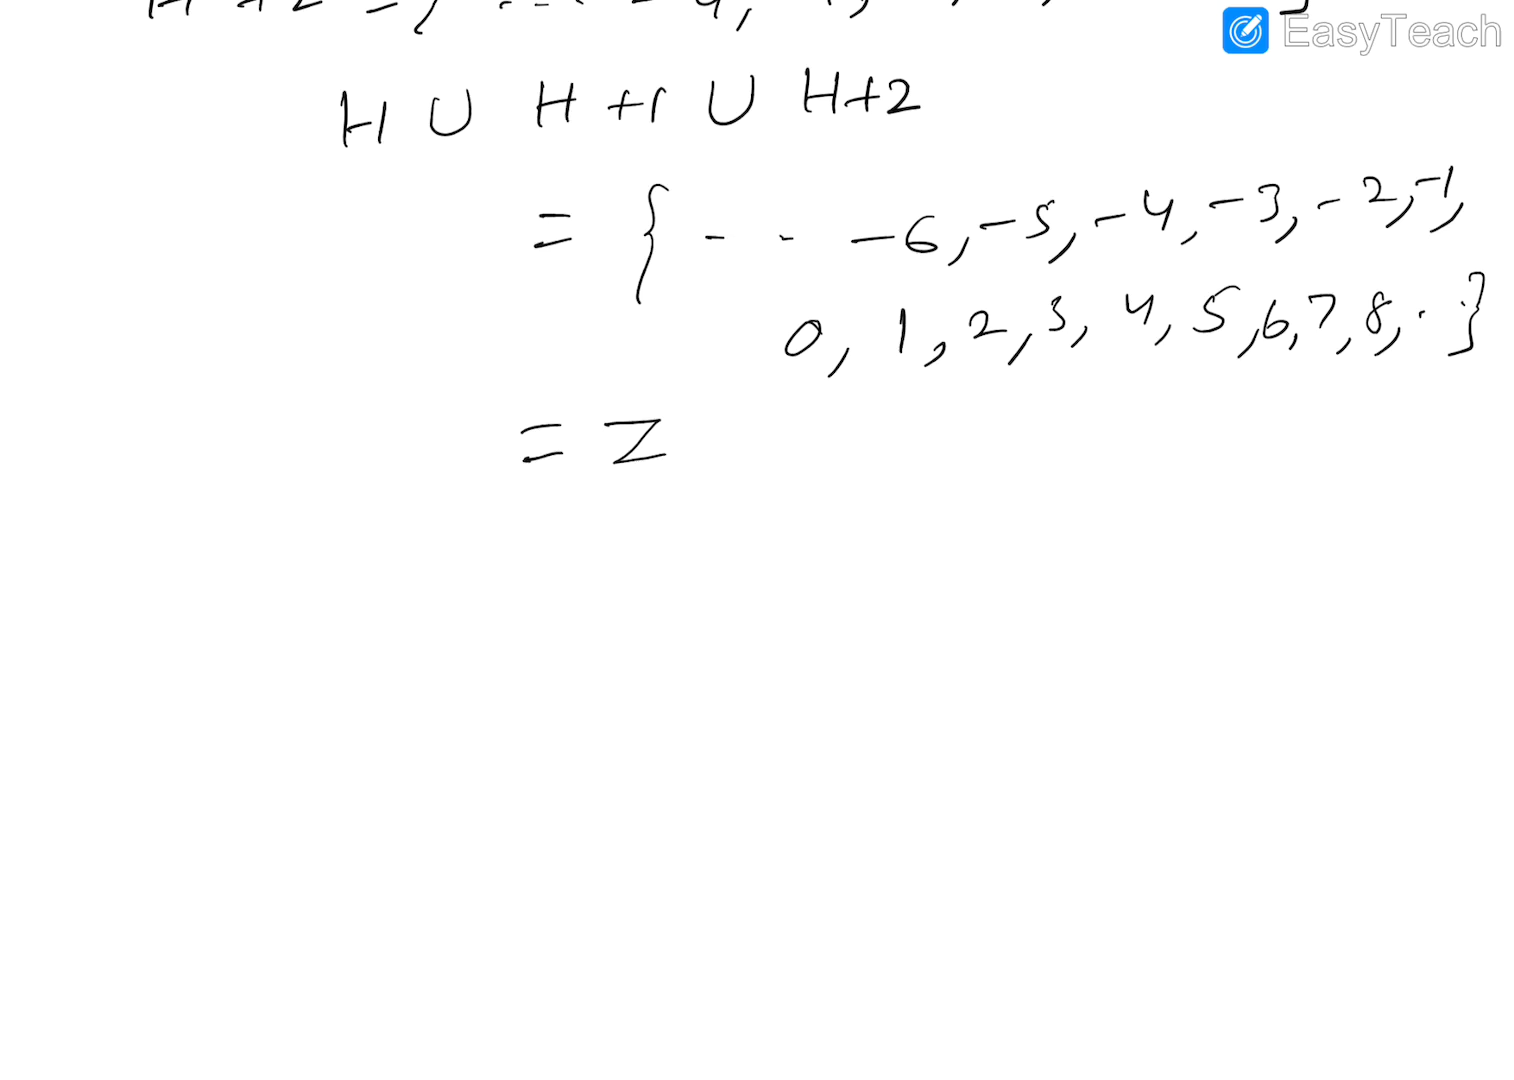 EasyTeach
H ∪ H+1 ∪ H+2
= { - - -6, -5, -4, -3, -2, -1,
0, 1, 2, 3, 4, 5, 6, 7, 8, . . }
= Z